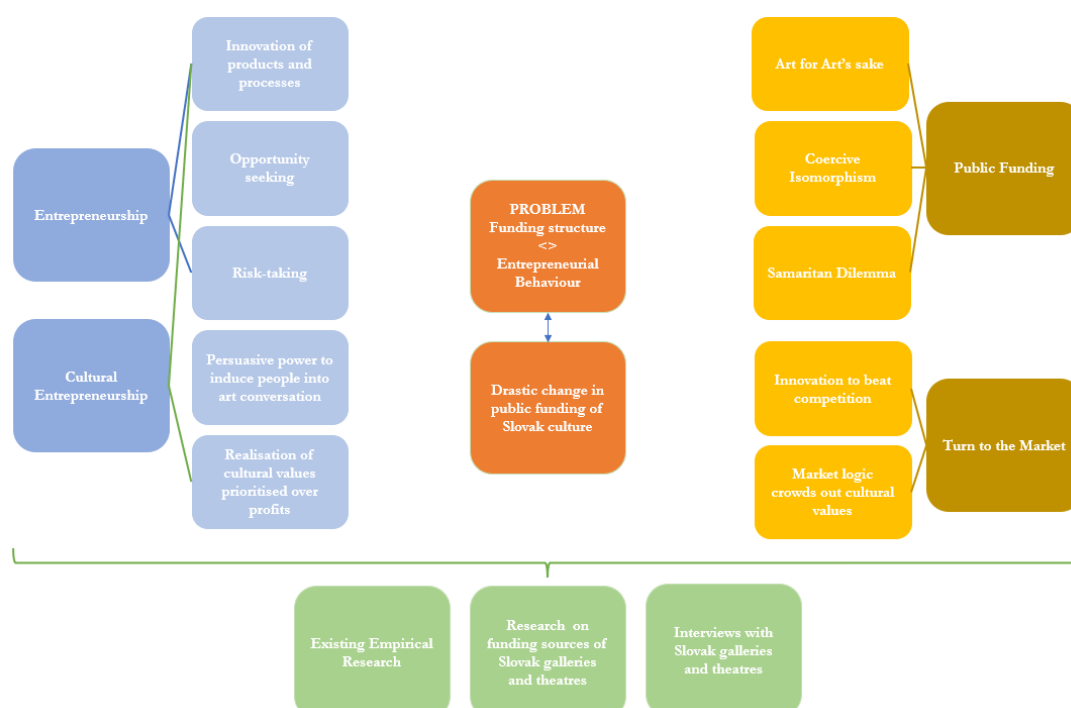 Entrepreneurship
Cultural
Entrepreneurship
Innovation of
products and
processes
Opportunity
seeking
Risk-taking
Persuasive power to
induce people into
art conversation
Realisation of
cultural values
prioritised over
profits
PROBLEM
Funding structure
<>
Entrepreneurial
Behaviour
Drastic change in
public funding of
Slovak culture
Art for Art's sake
Coercive
Isomorphism
Samaritan Dilemma
Innovation to beat
competition
Market logic
crowds out cultural
values
Public Funding
Turn to the Market
Existing Empirical
Research
Research on
funding sources of
Slovak galleries
and theatres
Interviews with
Slovak galleries
and theatres